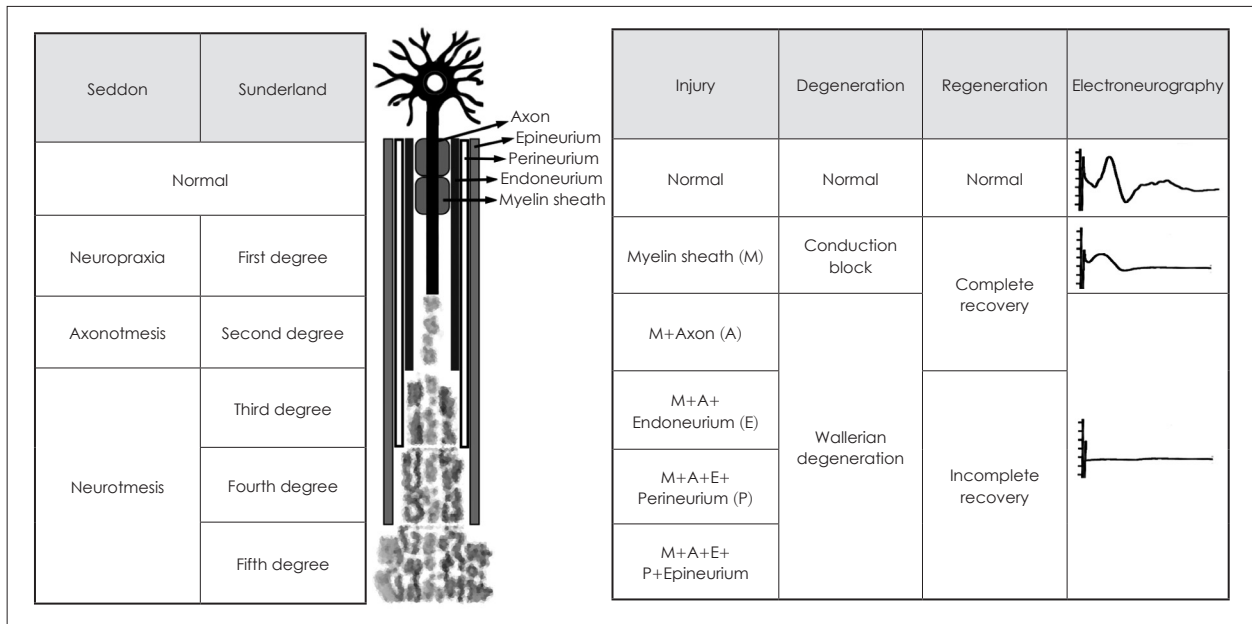 Seddon
Sunderland
Normal
Neuropraxia
First degree
Axonotmesis
Second degree
Neurotmesis
Third degree
Fourth degree
Fifth degree
Axon
Epineurium
Perineurium
Endoneurium
Myelin sheath
Injury
Degeneration
Regeneration
Electroneurography
Normal
Normal
Normal
Myelin sheath (M)
Conduction
block
Complete
recovery
M+Axon (A)
M+A+
Endoneurium (E)
Wallerian
degeneration
Incomplete
recovery
M+A+E+
Perineurium (P)
M+A+E+
P+Epineurium